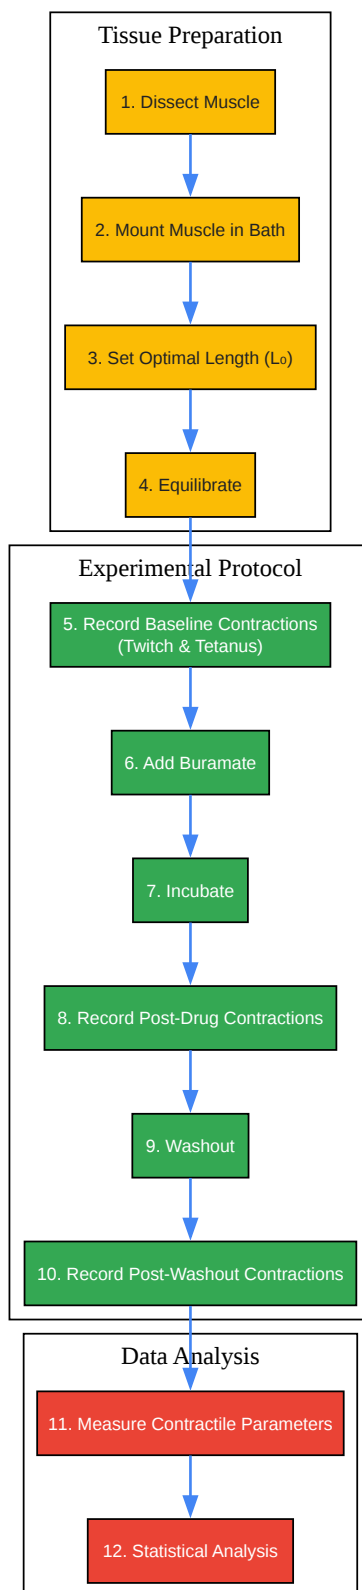 Tissue Preparation
1. Dissect Muscle
2. Mount Muscle in Bath
3. Set Optimal Length (L₀)
4. Equilibrate
Experimental Protocol
5. Record Baseline Contractions
(Twitch & Tetanus)
6. Add Buramate
7. Incubate
8. Record Post-Drug Contractions
9. Washout
10. Record Post-Washout Contractions
Data Analysis
11. Measure Contractile Parameters
12. Statistical Analysis